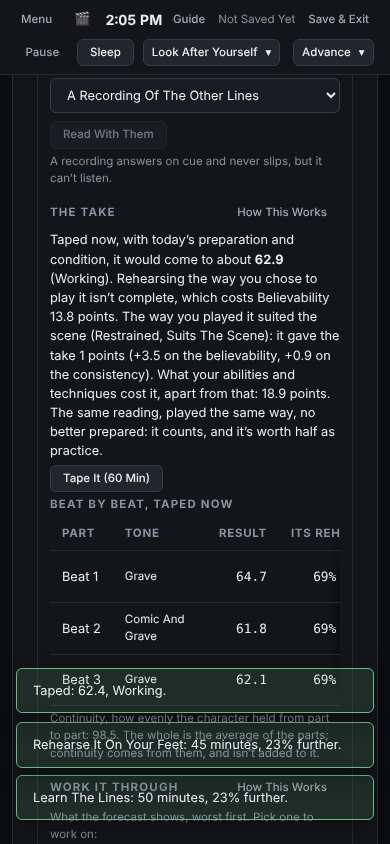 Menu 🎬 2:05 PM Guide Not Saved Yet Save & Exit
Pause Sleep Look After Yourself ▾ Advance ▾
A Recording Of The Other Lines
Read With Them
A recording answers on cue and never slips, but it
can't listen.
THE TAKE How This Works
Taped now, with today's preparation and
condition, it would come to about 62.9
(Working). Rehearsing the way you chose to
play it isn't complete, which costs Believability
13.8 points. The way you played it suited the
scene (Restrained, Suits The Scene): it gave the
take 1 points (+3.5 on the believability, +0.9 on
the consistency). What your abilities and
techniques cost it, apart from that: 18.9 points.
The same reading, played the same way, no
better prepared: it counts, and it's worth half as
practice.
Tape It (60 Min)
BEAT BY BEAT, TAPED NOW
PART TONE RESULT ITS REH
Beat 1 Grave 64.7 69%
Beat 2 Comic And
Grave 61.8 69%
Beat 3 Grave 62.1 69%
Taped: 62.4, Working.
Continuity, how evenly the character held from part
to part: 98.5. The whole is the average of the parts;
Rehearse It On Your Feet: 45 minutes, 23% further.
continuity comes from them, and isn't added to it.
WORK IT THROUGH How This Works
Learn The Lines: 50 minutes, 23% further.
What the forecast shows, worst first. Pick one to
work on: